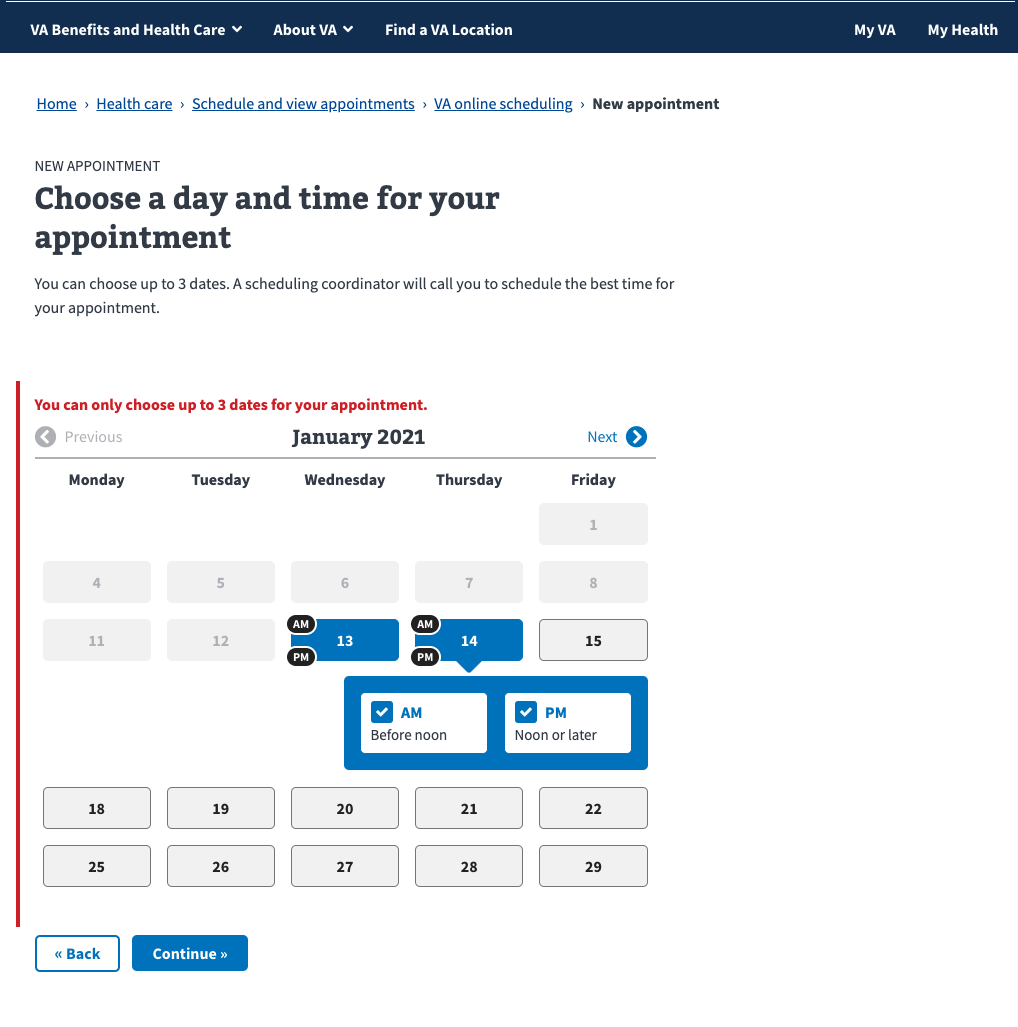 VA Benefits and Health Care About VA Find a VA Location My VA My Health
Home › Health care › Schedule and view appointments › VA online scheduling › New appointment
NEW APPOINTMENT
Choose a day and time for your
appointment
You can choose up to 3 dates. A scheduling coordinator will call you to schedule the best time for
your appointment.
You can only choose up to 3 dates for your appointment.
Previous January 2021 Next
Monday Tuesday Wednesday Thursday Friday
1
4 5 6 7 8
AM AM
11 12 13 14 15
PM PM
AM PM
Before noon Noon or later
18 19 20 21 22
25 26 27 28 29
« Back Continue »